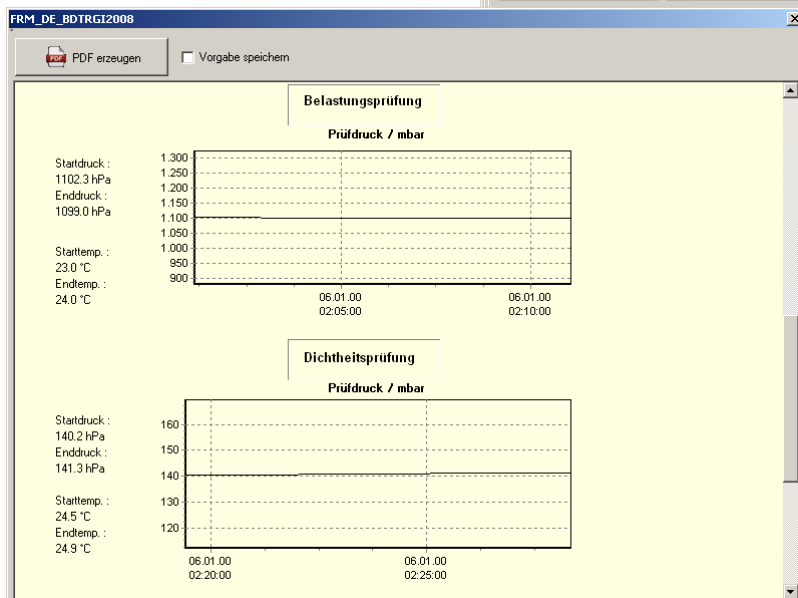 FRM_DE_BDTRGI2008
PDF
PDF erzeugen
Vorgabe speichern
Belastungsprüfung
Prüfdruck / mbar
Startdruck :
1102.3 hPa
Enddruck :
1099.0 hPa
Starttemp. :
23.0 °C
Endtemp. :
24.0 °C
1.300
1.250
1.200
1.150
1.100
1.050
1.000
950
900
06.01.00
02:05:00
06.01.00
02:10:00
Dichtheitsprüfung
Prüfdruck / mbar
Startdruck :
140.2 hPa
Enddruck :
141.3 hPa
Starttemp. :
24.5 °C
Endtemp. :
24.9 °C
160
150
140
130
120
06.01.00
02:20:00
06.01.00
02:25:00